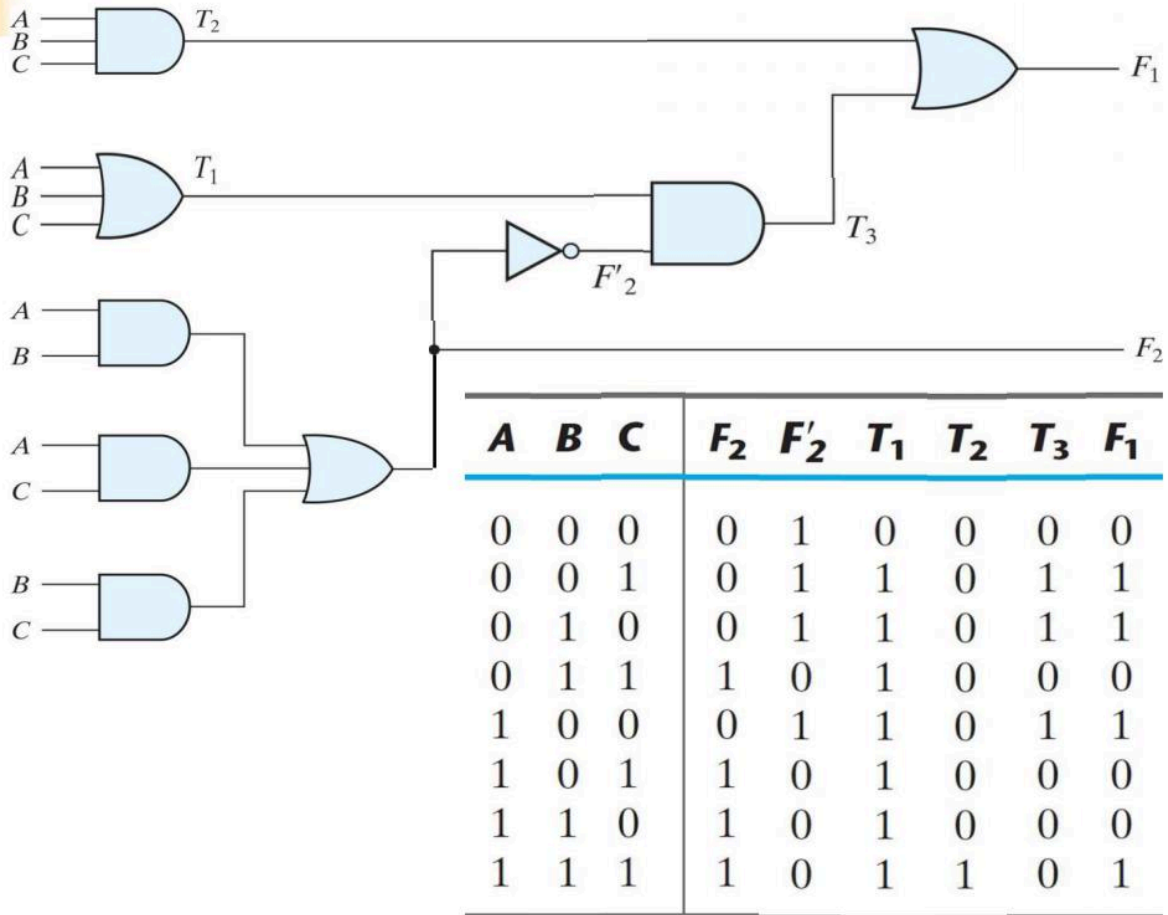 A
B
C
T₂
F₁
A
B
C
T₁
T₃
F'₂
A
B
F₂
A
C
B
C
A B C F₂ F'₂ T₁ T₂ T₃ F₁
0 0 0 0 1 0 0 0 0
0 0 1 0 1 1 0 1 1
0 1 0 0 1 1 0 1 1
0 1 1 1 0 1 0 0 0
1 0 0 0 1 1 0 1 1
1 0 1 1 0 1 0 0 0
1 1 0 1 0 1 0 0 0
1 1 1 1 0 1 1 0 1